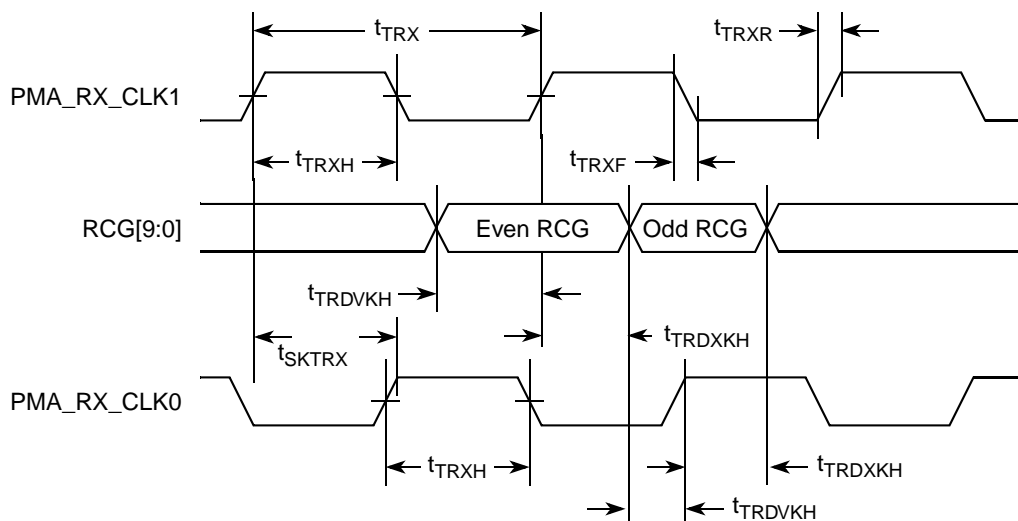 tTRX
tTRXR
PMA_RX_CLK1
tTRXH
tTRXF
RCG[9:0]
Even RCG
Odd RCG
tTRDVKH
tTRDXKH
tSKTRX
PMA_RX_CLK0
tTRXH
tTRDXKH
tTRDVKH